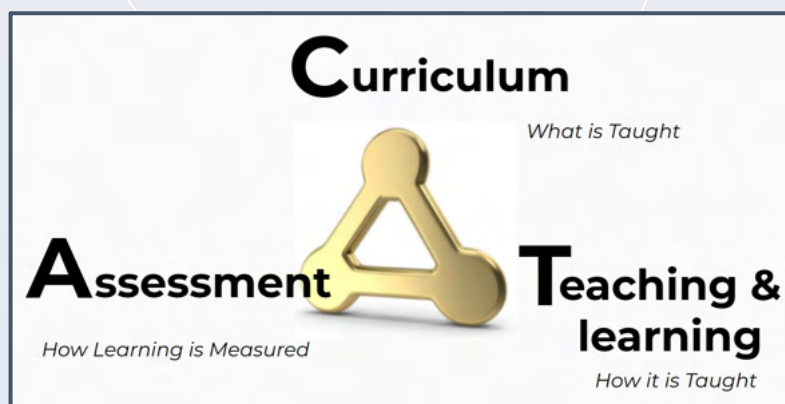 Curriculum
What is Taught
Assessment
How Learning is Measured
Teaching &
learning
How it is Taught